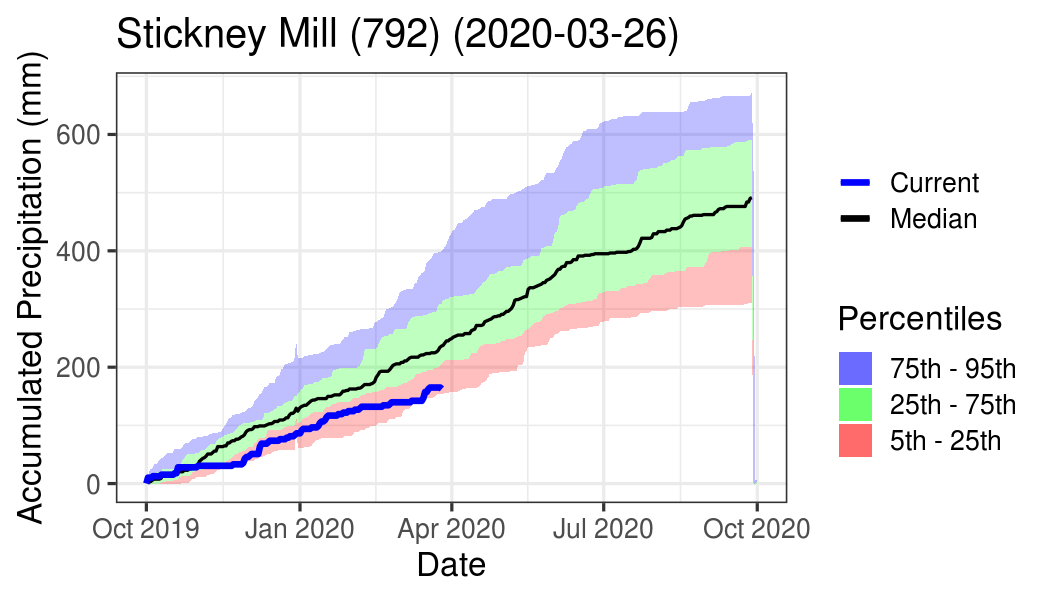 Stickney Mill (792) (2020-03-26)
Accumulated Precipitation (mm)
600
400
200
0
Oct 2019
Jan 2020
Apr 2020
Jul 2020
Oct 2020
Date
Current
Median
Percentiles
75th - 95th
25th - 75th
5th - 25th